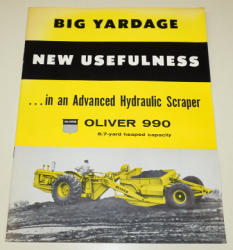 BIG YARDAGE
NEW USEFULNESS
...in an Advanced Hydraulic Scraper
OLIVER 990
6/7-yard heaped capacity